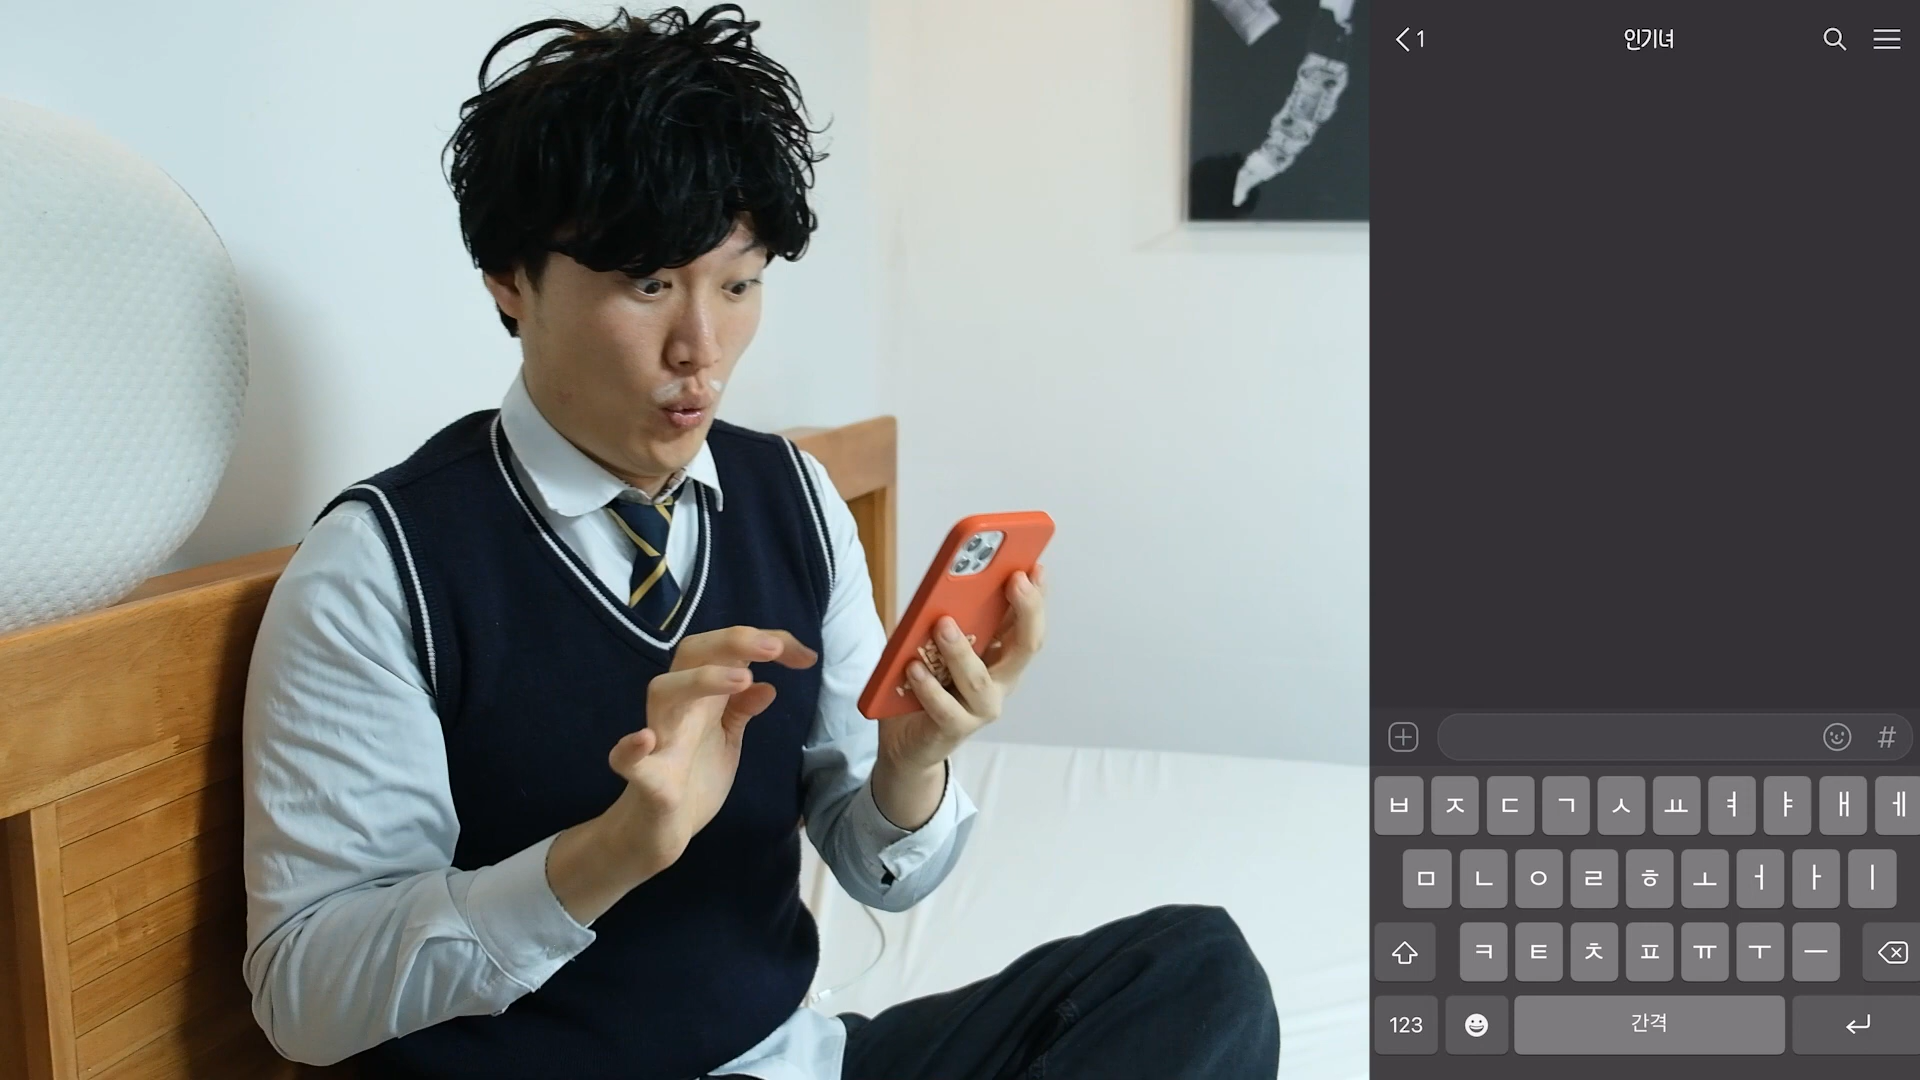 1 인기녀
#
ㅂ ㅈ ㄷ ㄱ ㅅ ㅛ ㅕ ㅑ ㅐ ㅔ
ㅁ ㄴ ㅇ ㄹ ㅎ ㅗ ㅓ ㅏ ㅣ
ㅋ ㅌ ㅊ ㅍ ㅠ ㅜ ㅡ
123 간격